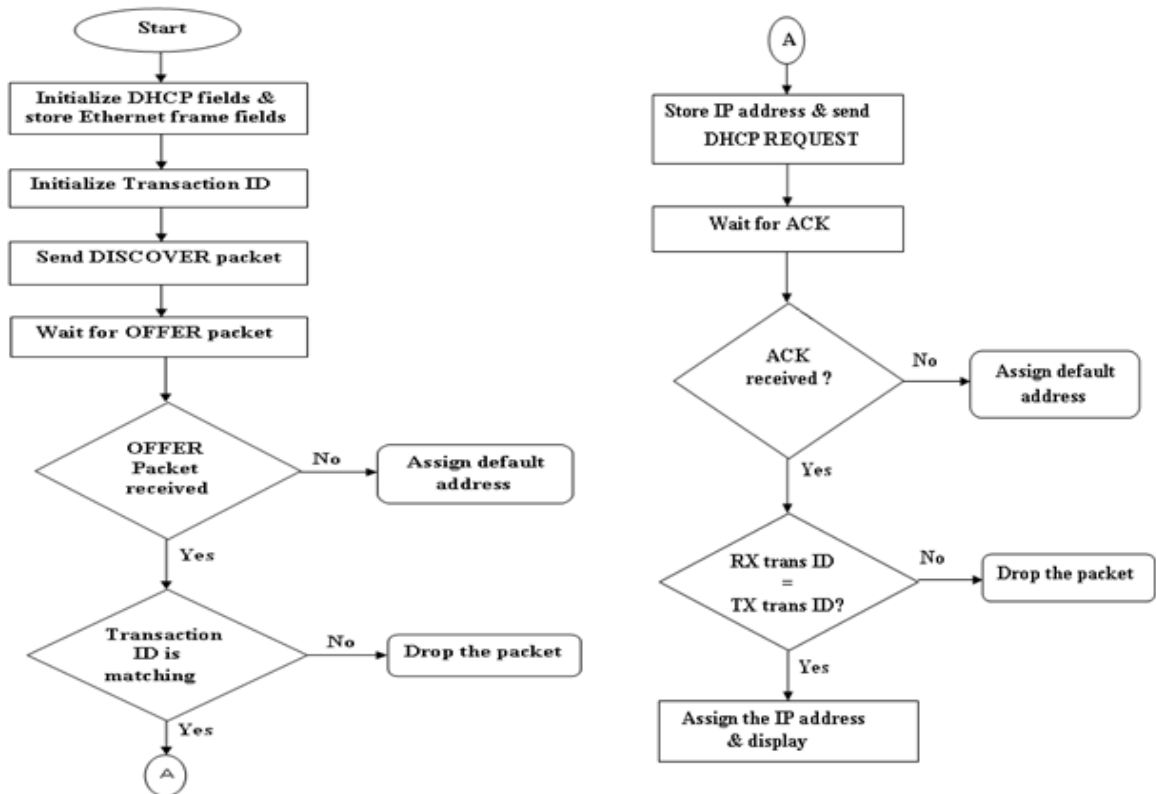 Start
Initialize DHCP fields &
store Ethernet frame fields
Initialize Transaction ID
Send DISCOVER packet
Wait for OFFER packet
OFFER
Packet
received
No
Assign default
address
Yes
Transaction
ID is
matching
No
Drop the packet
Yes
A
A
Store IP address & send
DHCP REQUEST
Wait for ACK
ACK
received ?
No
Assign default
address
Yes
RX trans ID
=
TX trans ID?
No
Drop the packet
Yes
Assign the IP address
& display